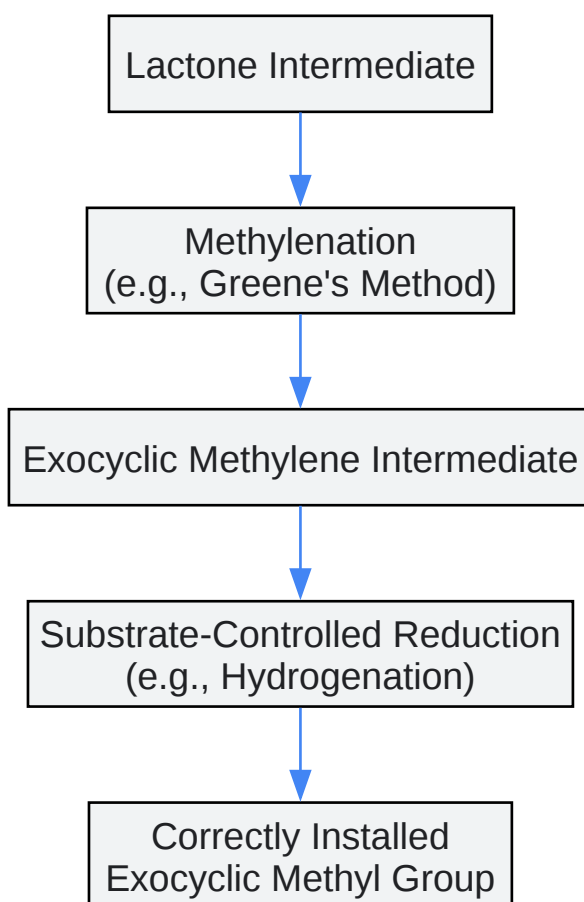 Lactone Intermediate
Methylenation
(e.g., Greene's Method)
Exocyclic Methylene Intermediate
Substrate-Controlled Reduction
(e.g., Hydrogenation)
Correctly Installed
Exocyclic Methyl Group